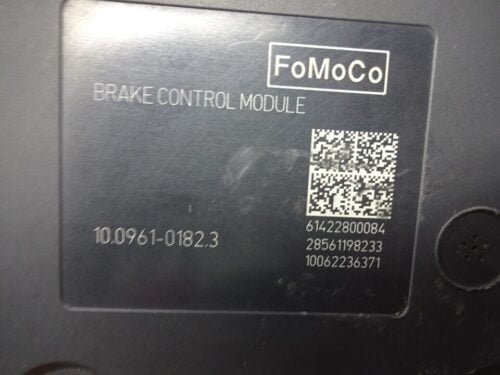 FoMoCo
BRAKE CONTROL MODULE
10.0961-0182.3
61422800084
28561198233
10062236371